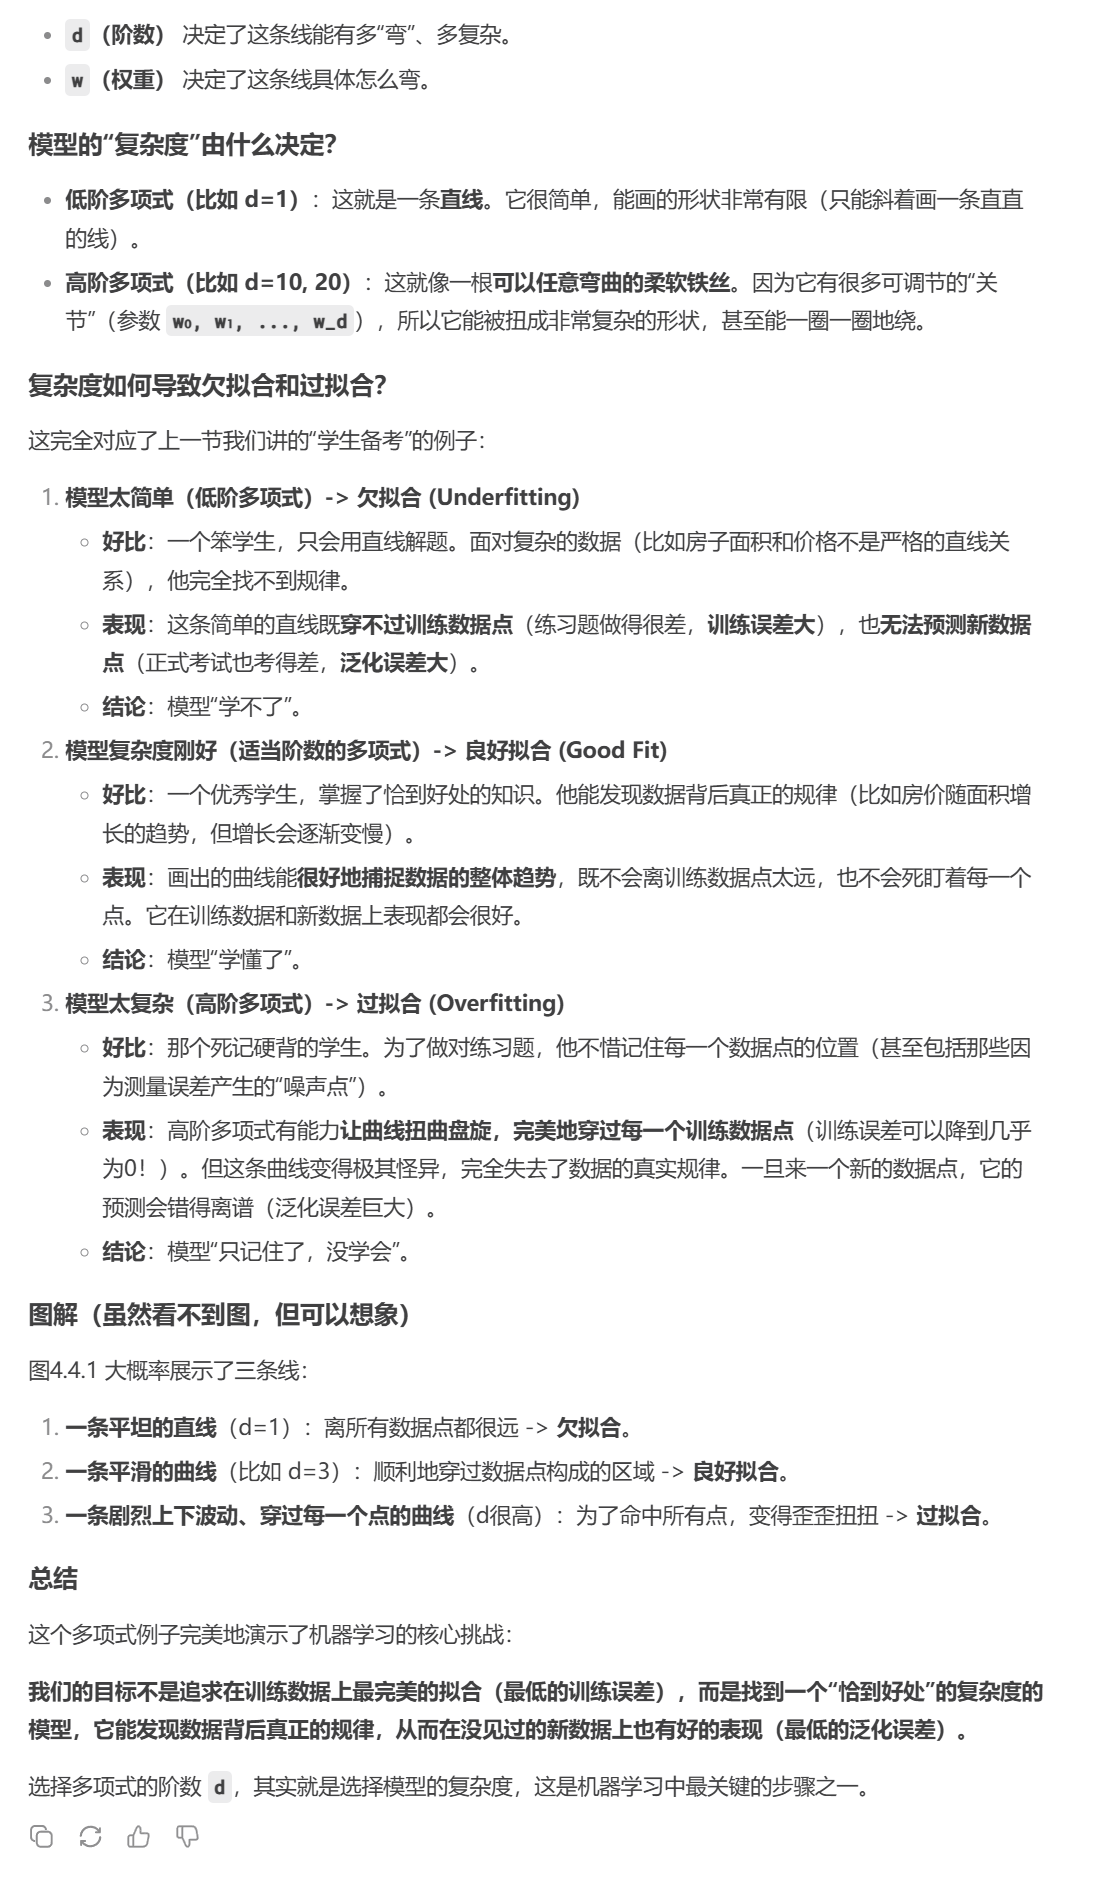 • d（阶数） 决定了这条线能有多“弯”、多复杂。
• w（权重） 决定了这条线具体怎么弯。
模型的“复杂度”由什么决定？
• 低阶多项式（比如 d=1）：这就是一条直线。它很简单，能画的形状非常有限（只能斜着画一条直直
的线）。
• 高阶多项式（比如 d=10, 20）：这就像一根可以任意弯曲的柔软铁丝。因为它有很多可调节的“关
节”（参数 w₀, w₁, ..., w_d），所以它能被扭成非常复杂的形状，甚至能一圈一圈地绕。
复杂度如何导致欠拟合和过拟合？
这完全对应了上一节我们讲的“学生备考”的例子：
1. 模型太简单（低阶多项式）-> 欠拟合 (Underfitting)
◦ 好比：一个笨学生，只会用直线解题。面对复杂的数据（比如房子面积和价格不是严格的直线关
系），他完全找不到规律。
◦ 表现：这条简单的直线既穿不过训练数据点（练习题做得很差，训练误差大），也无法预测新数据
点（正式考试也考得差，泛化误差大）。
◦ 结论：模型“学不了”。
2. 模型复杂度刚好（适当阶数的多项式）-> 良好拟合 (Good Fit)
◦ 好比：一个优秀学生，掌握了恰到好处的知识。他能发现数据背后真正的规律（比如房价随面积增
长的趋势，但增长会逐渐变慢）。
◦ 表现：画出的曲线能很好地捕捉数据的整体趋势，既不会离训练数据点太远，也不会死盯着每一个
点。它在训练数据和新数据上表现都会很好。
◦ 结论：模型“学懂了”。
3. 模型太复杂（高阶多项式）-> 过拟合 (Overfitting)
◦ 好比：那个死记硬背的学生。为了做对练习题，他不惜记住每一个数据点的位置（甚至包括那些因
为测量误差产生的“噪声点”）。
◦ 表现：高阶多项式有能力让曲线扭曲盘旋，完美地穿过每一个训练数据点（训练误差可以降到几乎
为0！）。但这条曲线变得极其怪异，完全失去了数据的真实规律。一旦来一个新的数据点，它的
预测会错得离谱（泛化误差巨大）。
◦ 结论：模型“只记住了，没学会”。
图解（虽然看不到图，但可以想象）
图4.4.1 大概率展示了三条线：
1. 一条平坦的直线（d=1）：离所有数据点都很远 -> 欠拟合。
2. 一条平滑的曲线（比如 d=3）：顺利地穿过数据点构成的区域 -> 良好拟合。
3. 一条剧烈上下波动、穿过每一个点的曲线（d很高）：为了命中所有点，变得歪歪扭扭 -> 过拟合。
总结
这个多项式例子完美地演示了机器学习的核心挑战：
我们的目标不是追求在训练数据上最完美的拟合（最低的训练误差），而是找到一个“恰到好处”的复杂度的
模型，它能发现数据背后真正的规律，从而在没见过的新数据上也有好的表现（最低的泛化误差）。
选择多项式的阶数 d，其实就是选择模型的复杂度，这是机器学习中最关键的步骤之一。